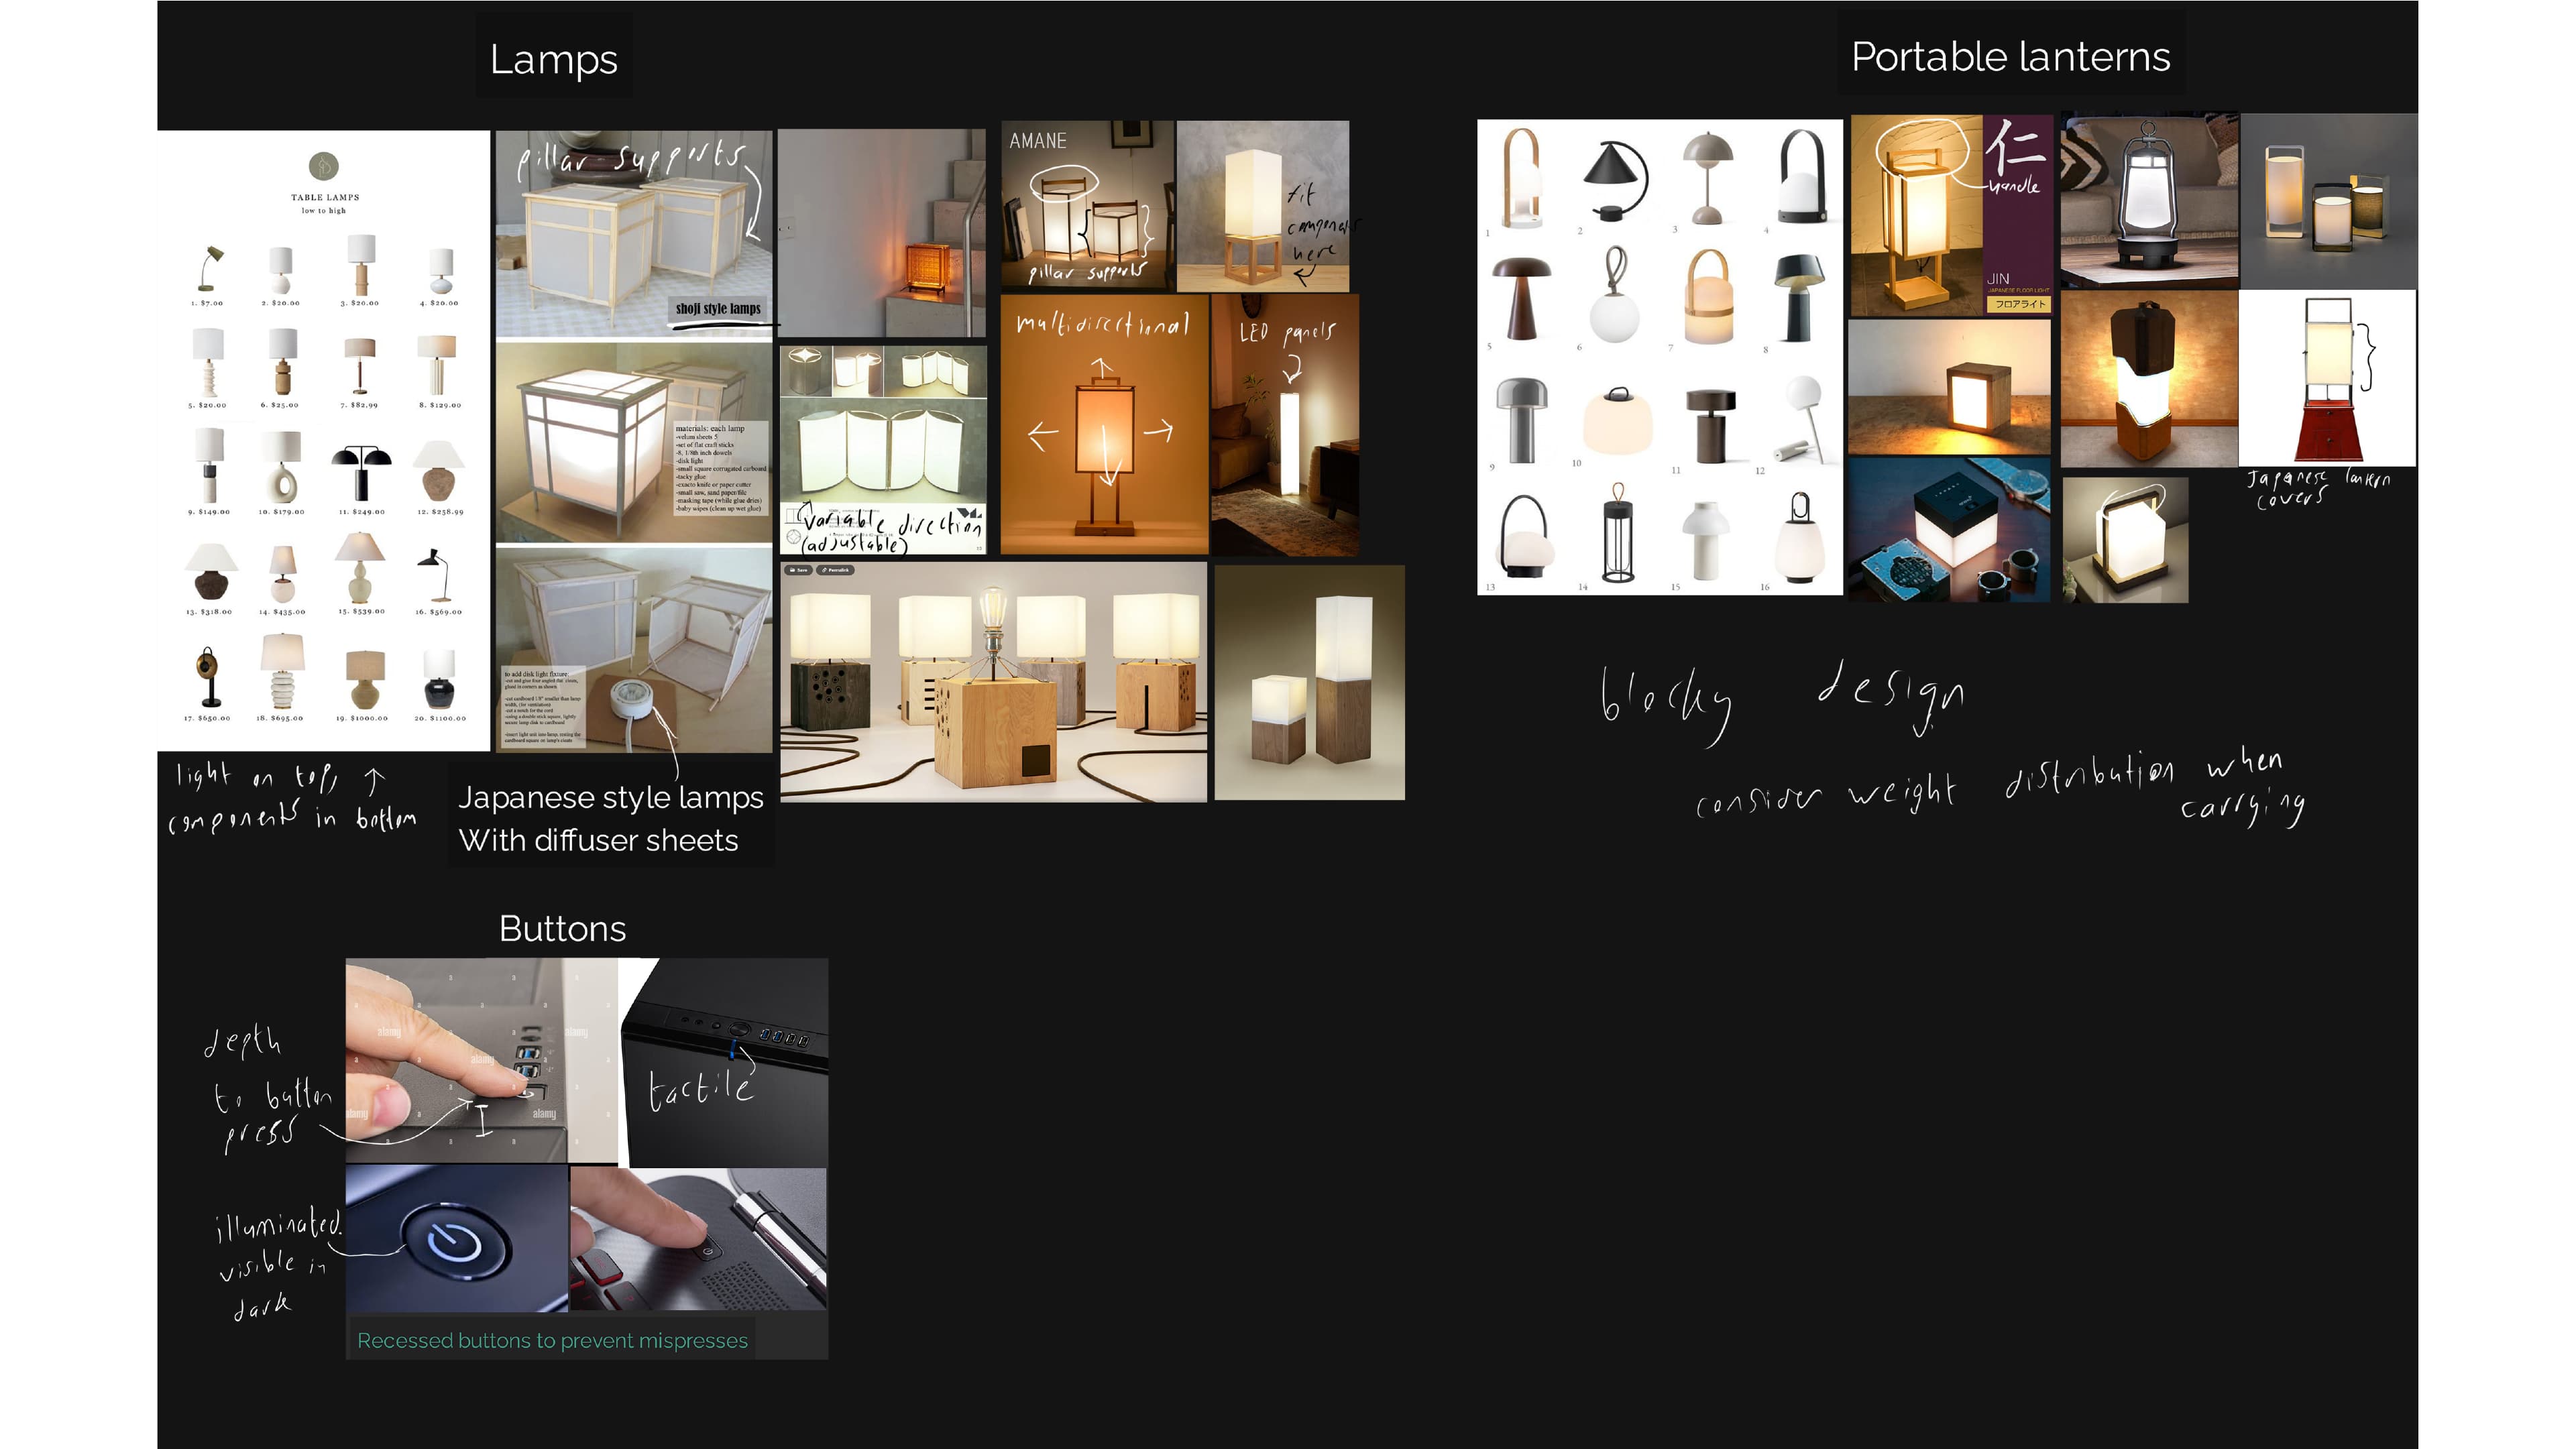 Lamps
Portable lanterns
TABLE LAMPS
low to high
1. $7.00
2. $20.00
3. $20.00
4. $20.00
5. $20.00
6. $25.00
7. $82.99
8. $129.00
9. $149.00
10. $179.00
11. $249.00
12. $258.99
13. $318.00
14. $435.00
15. $539.00
16. $569.00
17. $650.00
18. $695.00
19. $1000.00
20. $1100.00
light on top,
components in bottom
pillar supports
shoji style lamps
materials: each lamp
-velum sheets 5
-set of flat craft sticks
-8, 1/8th inch dowels
-disk light
-small square corrugated carboard
-tacky glue
-exacto knife or paper cutter
-small saw, sand paper/file
-masking tape (while glue dries)
-baby wipes (clean up wet glue)
to add disk light fixture:
Japanese style lamps
With diffuser sheets
variable direction
(adjustable)
Save
Permalink
AMANE
pillar supports
fit
components
here
multidirectional
LED panels
1
2
3
4
5
6
7
8
9
10
11
12
13
14
15
16
仁
handle
JIN
JAPANESE FLOOR LIGHT
フロアライト
Japanese lantern
covers
blocky design
consider weight distribution when
carrying
Buttons
depth
to button
press
alamy
alamy
alamy
alamy
alamy
tactile
illuminated.
visible in
dark
Recessed buttons to prevent mispresses